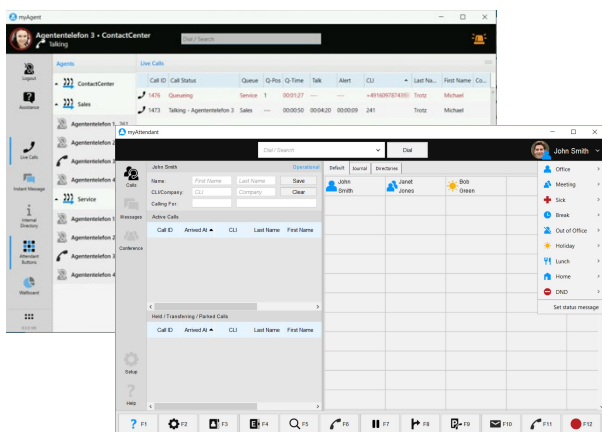 myAgent
Agententelefon 3 • ContactCenter
Talking
Dial / Search
Logout
Assistance
Live Calls
Instant Message
Internal
Directory
Attendant
Buttons
Wallboard
Agents
ContactCenter
Sales
Agententelefon 1 261
Agententelefon 2
Agententelefon 3
Agententelefon 4
Service
Agententelefon 1
Agententelefon 2
Agententelefon 3
Agententelefon 4
Live Calls
Call ID Call Status Queue Q-Pos Q-Time Talk Alert CLI Last Na... First Name Co...
1476 Queueing Service 1 00:01:27 --- --- Trotz Michael
1473 Talking - Agententelefon 3 Sales --- 00:00:50 00:04:20 00:00:09 241 Trotz Michael
myAttendant
Dial / Search
Dial
John Smith
Calls
Messages
Conference
Setup
Help
John Smith Operational
Name: First Name Last Name Save
CLI/Company: CLI Company Clear
Calling For:
Active Calls
Call ID Arrived At CLI Last Name First Name
Held / Transferring / Parked Calls
Call ID Arrived At CLI Last Name First Name
Default Journal Directories
John
Smith
Janet
Jones
Bob
Green
Office
Meeting
Sick
Break
Out of Office
Holiday
Lunch
Home
DND
Set status message
? F1 F2 F3 E F4 F5 F6 F7 F8 F9 F10 F11 F12